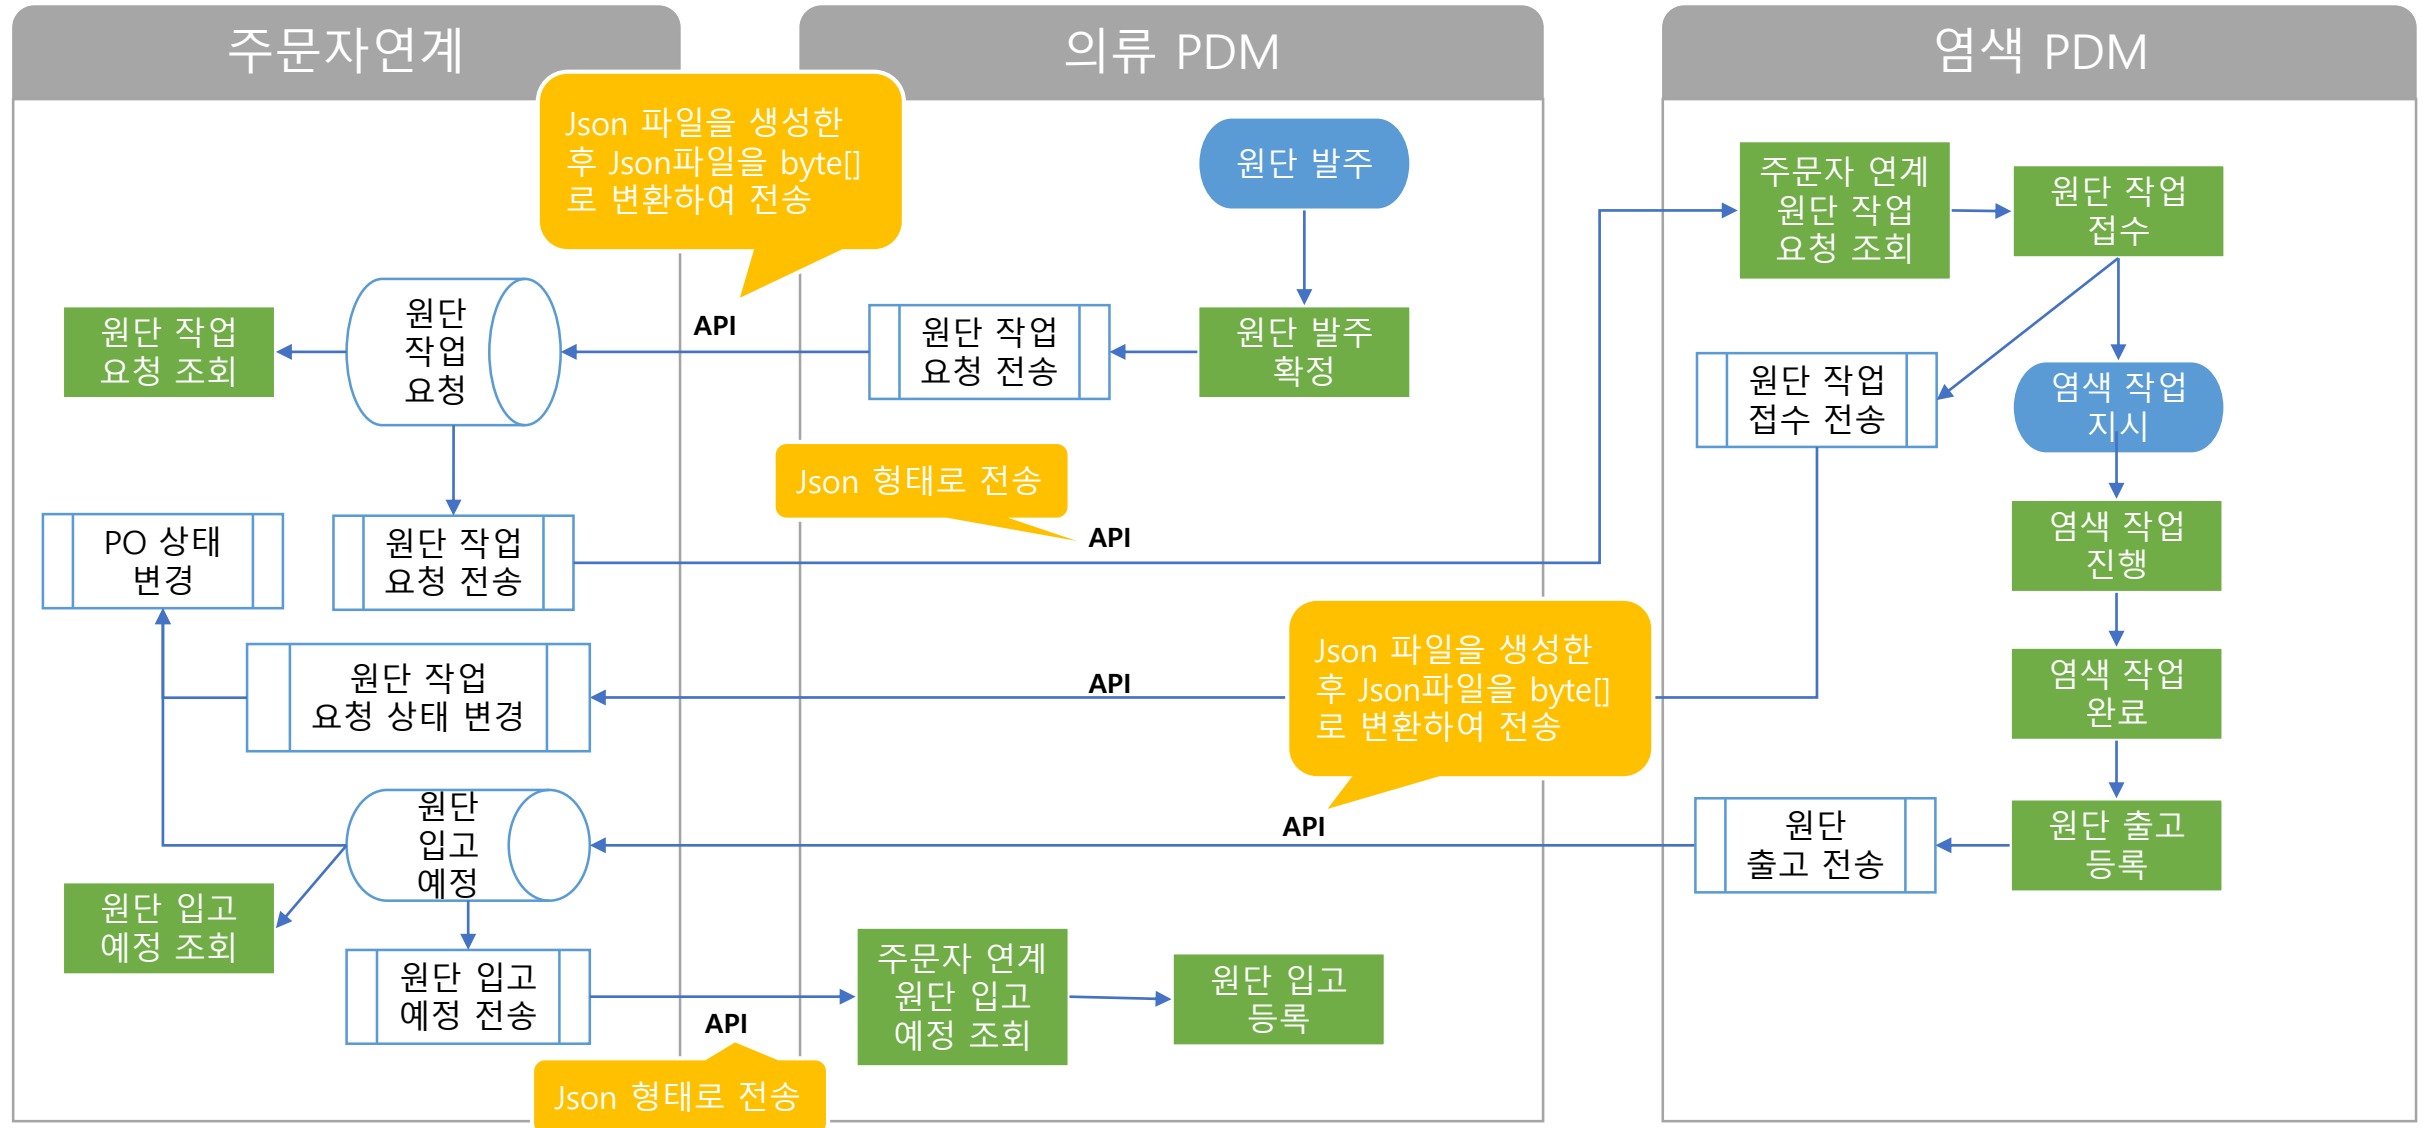 주문자연계
의류 PDM
염색 PDM
Json 파일을 생성한
후 Json파일을 byte[]
로 변환하여 전송
원단 발주
주문자 연계
원단 작업
요청 조회
원단 작업
접수
원단 작업
요청 조회
원단
작업
요청
API
원단 작업
요청 전송
원단 발주
확정
원단 작업
접수 전송
염색 작업
지시
Json 형태로 전송
API
PO 상태
변경
원단 작업
요청 전송
염색 작업
진행
원단 작업
요청 상태 변경
API
Json 파일을 생성한
후 Json파일을 byte[]
로 변환하여 전송
염색 작업
완료
원단
입고
예정
API
원단
출고 전송
원단 출고
등록
원단 입고
예정 조회
원단 입고
예정 전송
API
주문자 연계
원단 입고
예정 조회
원단 입고
등록
Json 형태로 전송